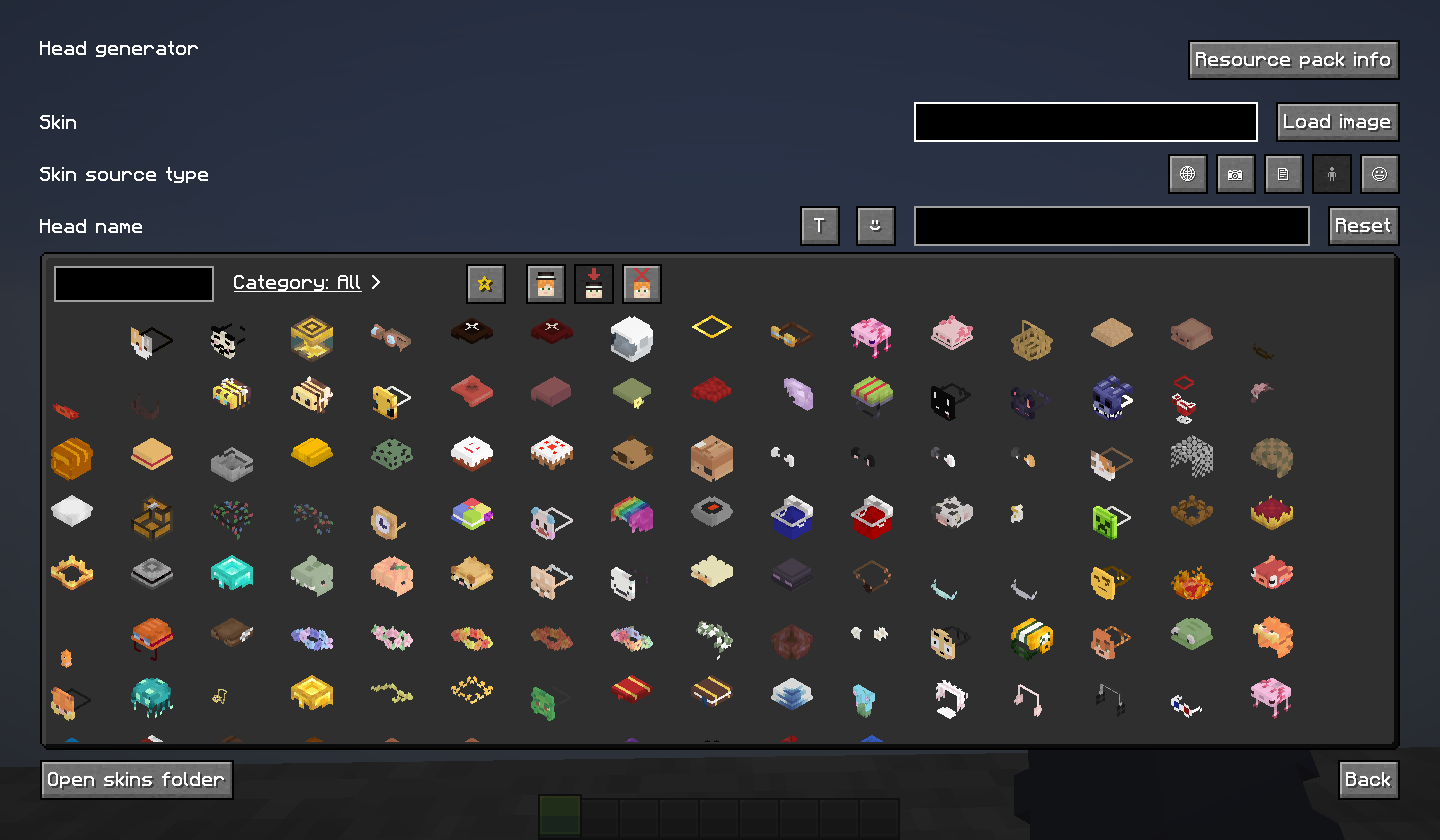 Head generator
Resource pack info
Skin
Load image
Skin source type
Head name
T
Reset
Category: All >
Open skins folder
Back